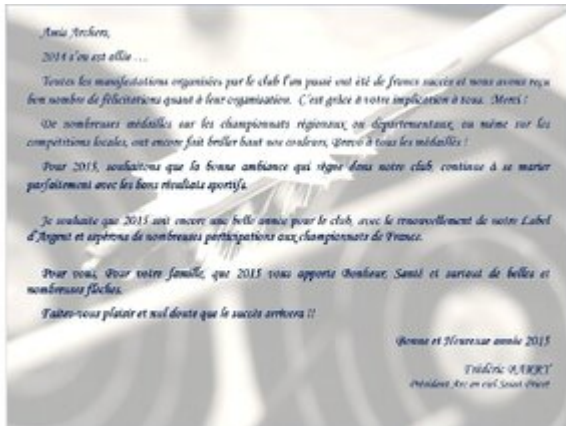 Amis Archers,
2014 s'en est allée ...
Toutes les manifestations organisées par le club l'an passé ont été de francs succès et nous avons reçu
bon nombre de félicitations quant à leur organisation. C'est grâce à votre implication à tous. Merci !
De nombreuses médailles sur les championnats régionaux ou départementaux, ou même sur les
compétitions locales, ont encore fait briller haut nos couleurs, Bravo à tous les médaillés !
Pour 2015, souhaitons que la bonne ambiance qui règne dans notre club, continue à se marier
parfaitement avec les bons résultats sportifs.
Je souhaite que 2015 soit encore une belle année pour le club, avec le renouvellement de notre Label
d'Argent et espérons de nombreuses participations aux championnats de France.
Pour vous, Pour votre famille, que 2015 vous apporte Bonheur, Santé et surtout de belles et
nombreuses flèches.
Faites-vous plaisir et nul doute que le succès arrivera !!
Bonne et Heureuse année 2015
Frédéric
Président Arc en ciel Saint Priest